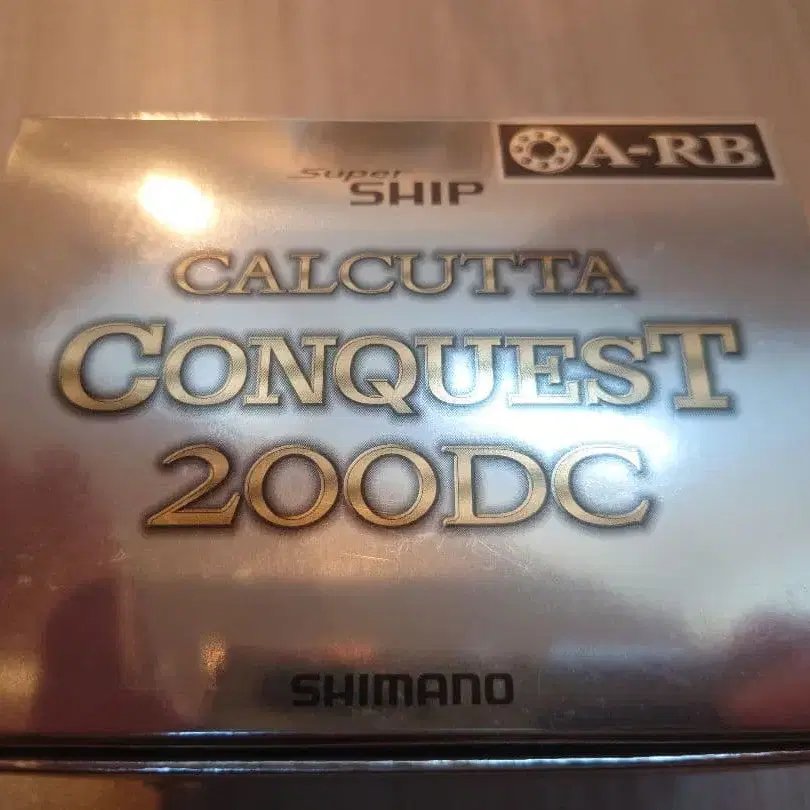 A-RB
Super
SHIP
CALCUTTA
CONQUEST
200DC
SHIMANO